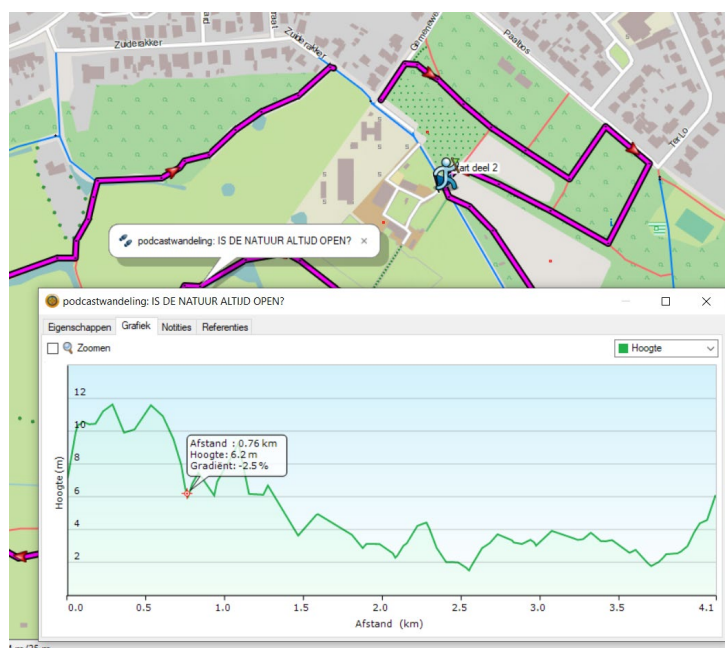 Zuiderakker
Zuiderakker
Paalbos
Ter Lo
tart deel 2
podcastwandeling: IS DE NATUUR ALTIJD OPEN? ×
podcastwandeling: IS DE NATUUR ALTIJD OPEN?
Eigenschappen Grafiek Notities Referenties
Zoomen
Hoogte
Afstand : 0.76 km
Hoogte: 6.2 m
Gradiënt: -2.5 %
Hoogte (m)
12
10
8
6
4
2
0.0 0.5 1.0 1.5 2.0 2.5 3.0 3.5 4.1
Afstand (km)